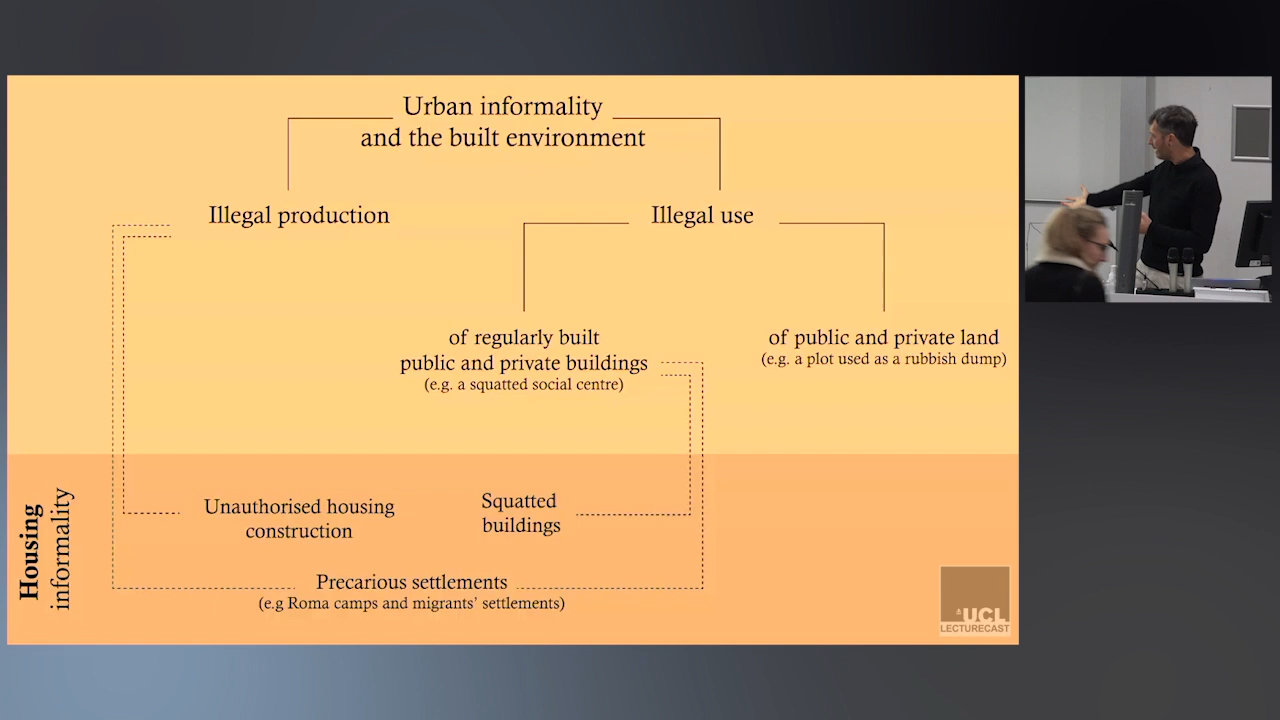 Urban informality
and the built environment
Illegal production
Illegal use
of regularly built
public and private buildings
(e.g. a squatted social centre)
of public and private land
(e.g. a plot used as a rubbish dump)
Housing
informality
Unauthorised housing
construction
Squatted
buildings
Precarious settlements
(e.g Roma camps and migrants’ settlements)
UCL
LECTURECAST